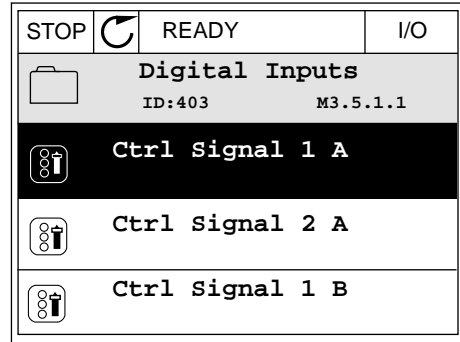 STOP READY I/O
Digital Inputs
ID:403 M3.5.1.1
Ctrl Signal 1 A
Ctrl Signal 2 A
Ctrl Signal 1 B